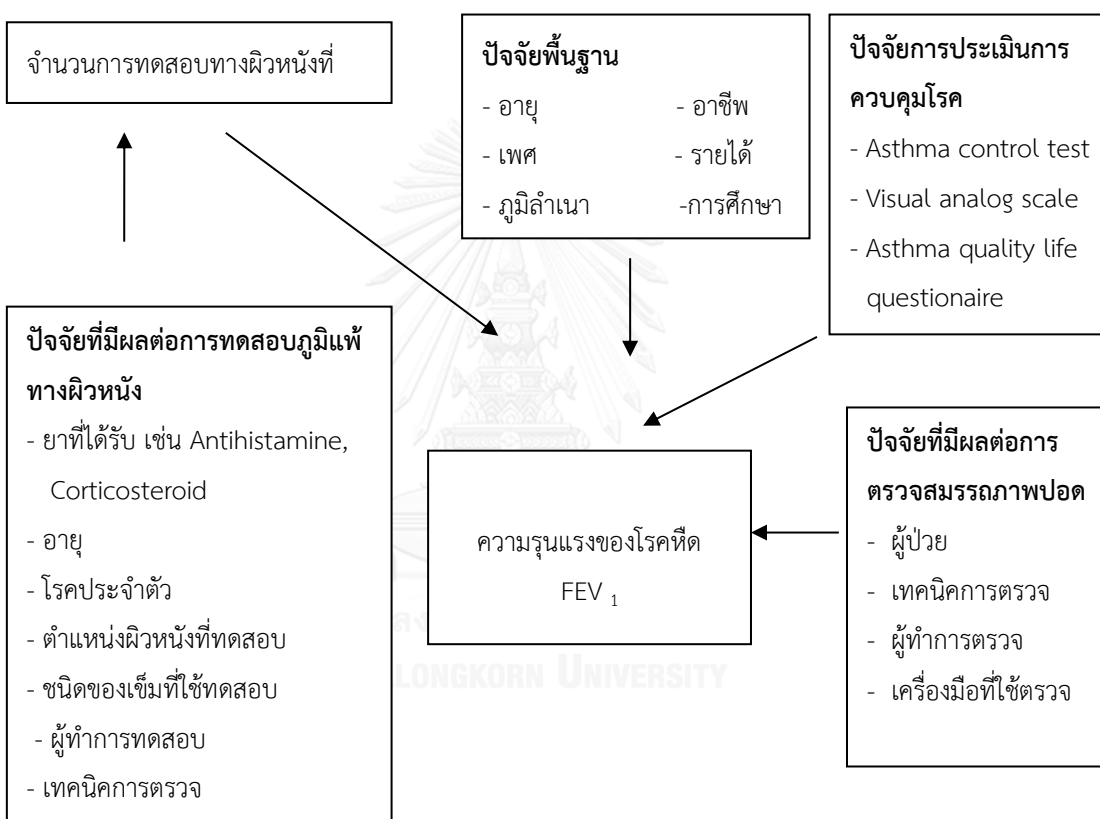 จำนวนการทดสอบทางผิวหนังที่
ปัจจัยพื้นฐาน
- อายุ - อาชีพ
- เพศ - รายได้
- ภูมิลำเนา -การศึกษา
ปัจจัยการประเมินการ
ควบคุมโรค
- Asthma control test
- Visual analog scale
- Asthma quality life
questionaire
ปัจจัยที่มีผลต่อการทดสอบภูมิแพ้
ทางผิวหนัง
- ยาที่ได้รับ เช่น Antihistamine,
Corticosteroid
- อายุ
- โรคประจำตัว
- ตำแหน่งผิวหนังที่ทดสอบ
- ชนิดของเข็มที่ใช้ทดสอบ
- ผู้ทำการทดสอบ
- เทคนิคการตรวจ
ความรุนแรงของโรคหืด
FEV 1
ปัจจัยที่มีผลต่อการ
ตรวจสมรรถภาพปอด
- ผู้ป่วย
- เทคนิคการตรวจ
- ผู้ทำการตรวจ
- เครื่องมือที่ใช้ตรวจ
LONGKORN UNIVERSITY